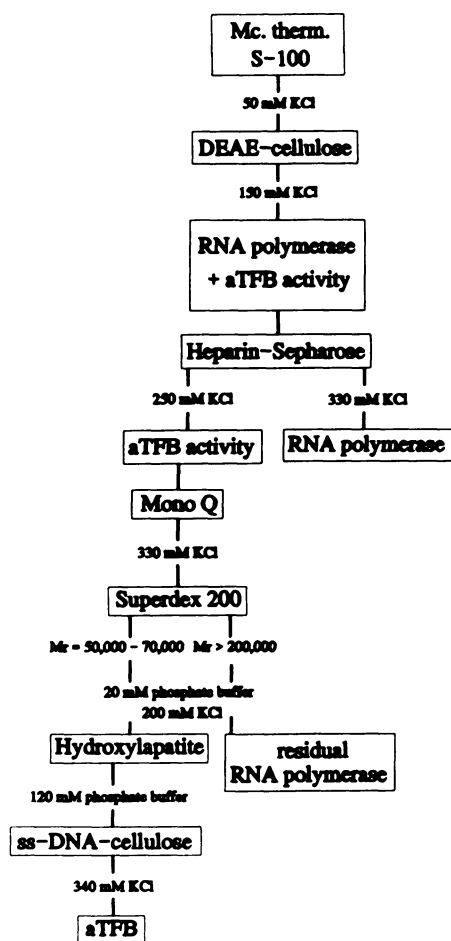 Mc. therm.
S-100
50 mM KCl
DEAE-cellulose
150 mM KCl
RNA polymerase
+ aTFB activity
Heparin-Sepharose
250 mM KCl
330 mM KCl
aTFB activity
RNA polymerase
Mono Q
330 mM KCl
Superdex 200
Mr = 50,000 - 70,000
Mr > 200,000
20 mM phosphate buffer
200 mM KCl
Hydroxylapatite
residual
RNA polymerase
120 mM phosphate buffer
ss-DNA-cellulose
340 mM KCl
aTFB